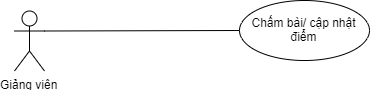 Chấm bài/ cập nhật
điểm
Giảng viên